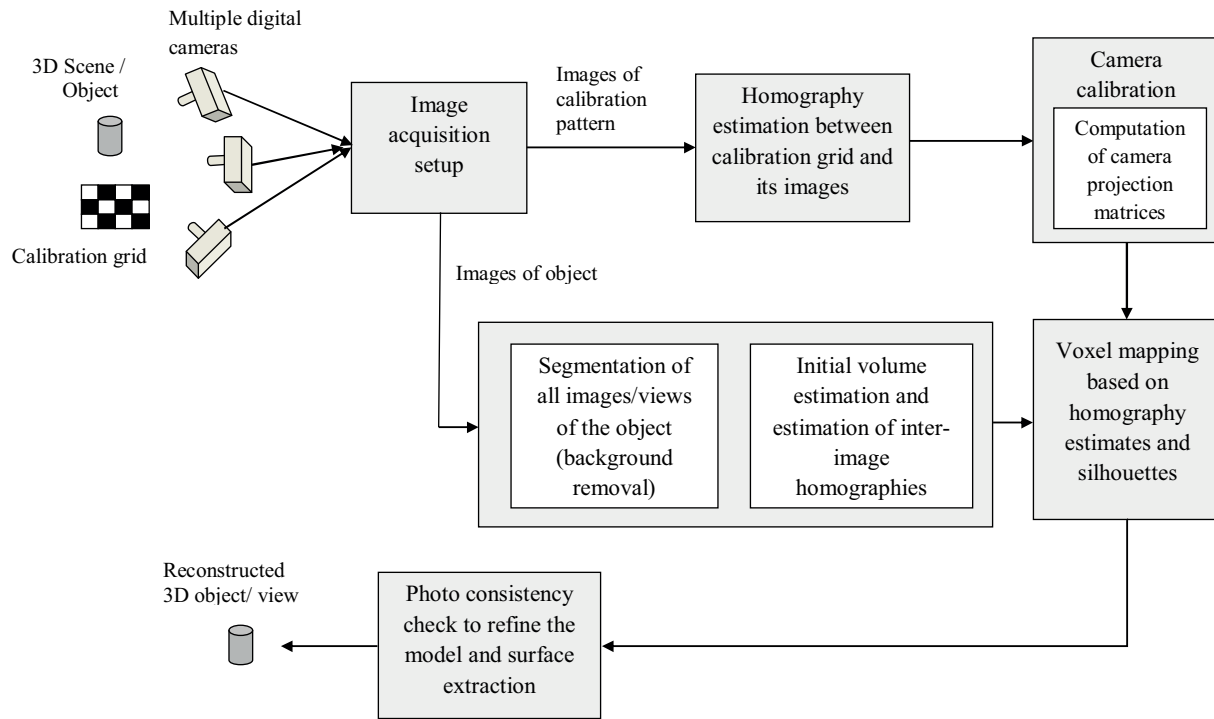 Multiple digital
cameras
3D Scene /
Object
Calibration grid
Image
acquisition
setup
Images of
calibration
pattern
Homography
estimation between
calibration grid and
its images
Camera
calibration
Computation
of camera
projection
matrices
Images of object
Segmentation of
all images/views
of the object
(background
removal)
Initial volume
estimation and
estimation of inter-
image
homographies
Voxel mapping
based on
homography
estimates and
silhouettes
Photo consistency
check to refine the
model and surface
extraction
Reconstructed
3D object/ view